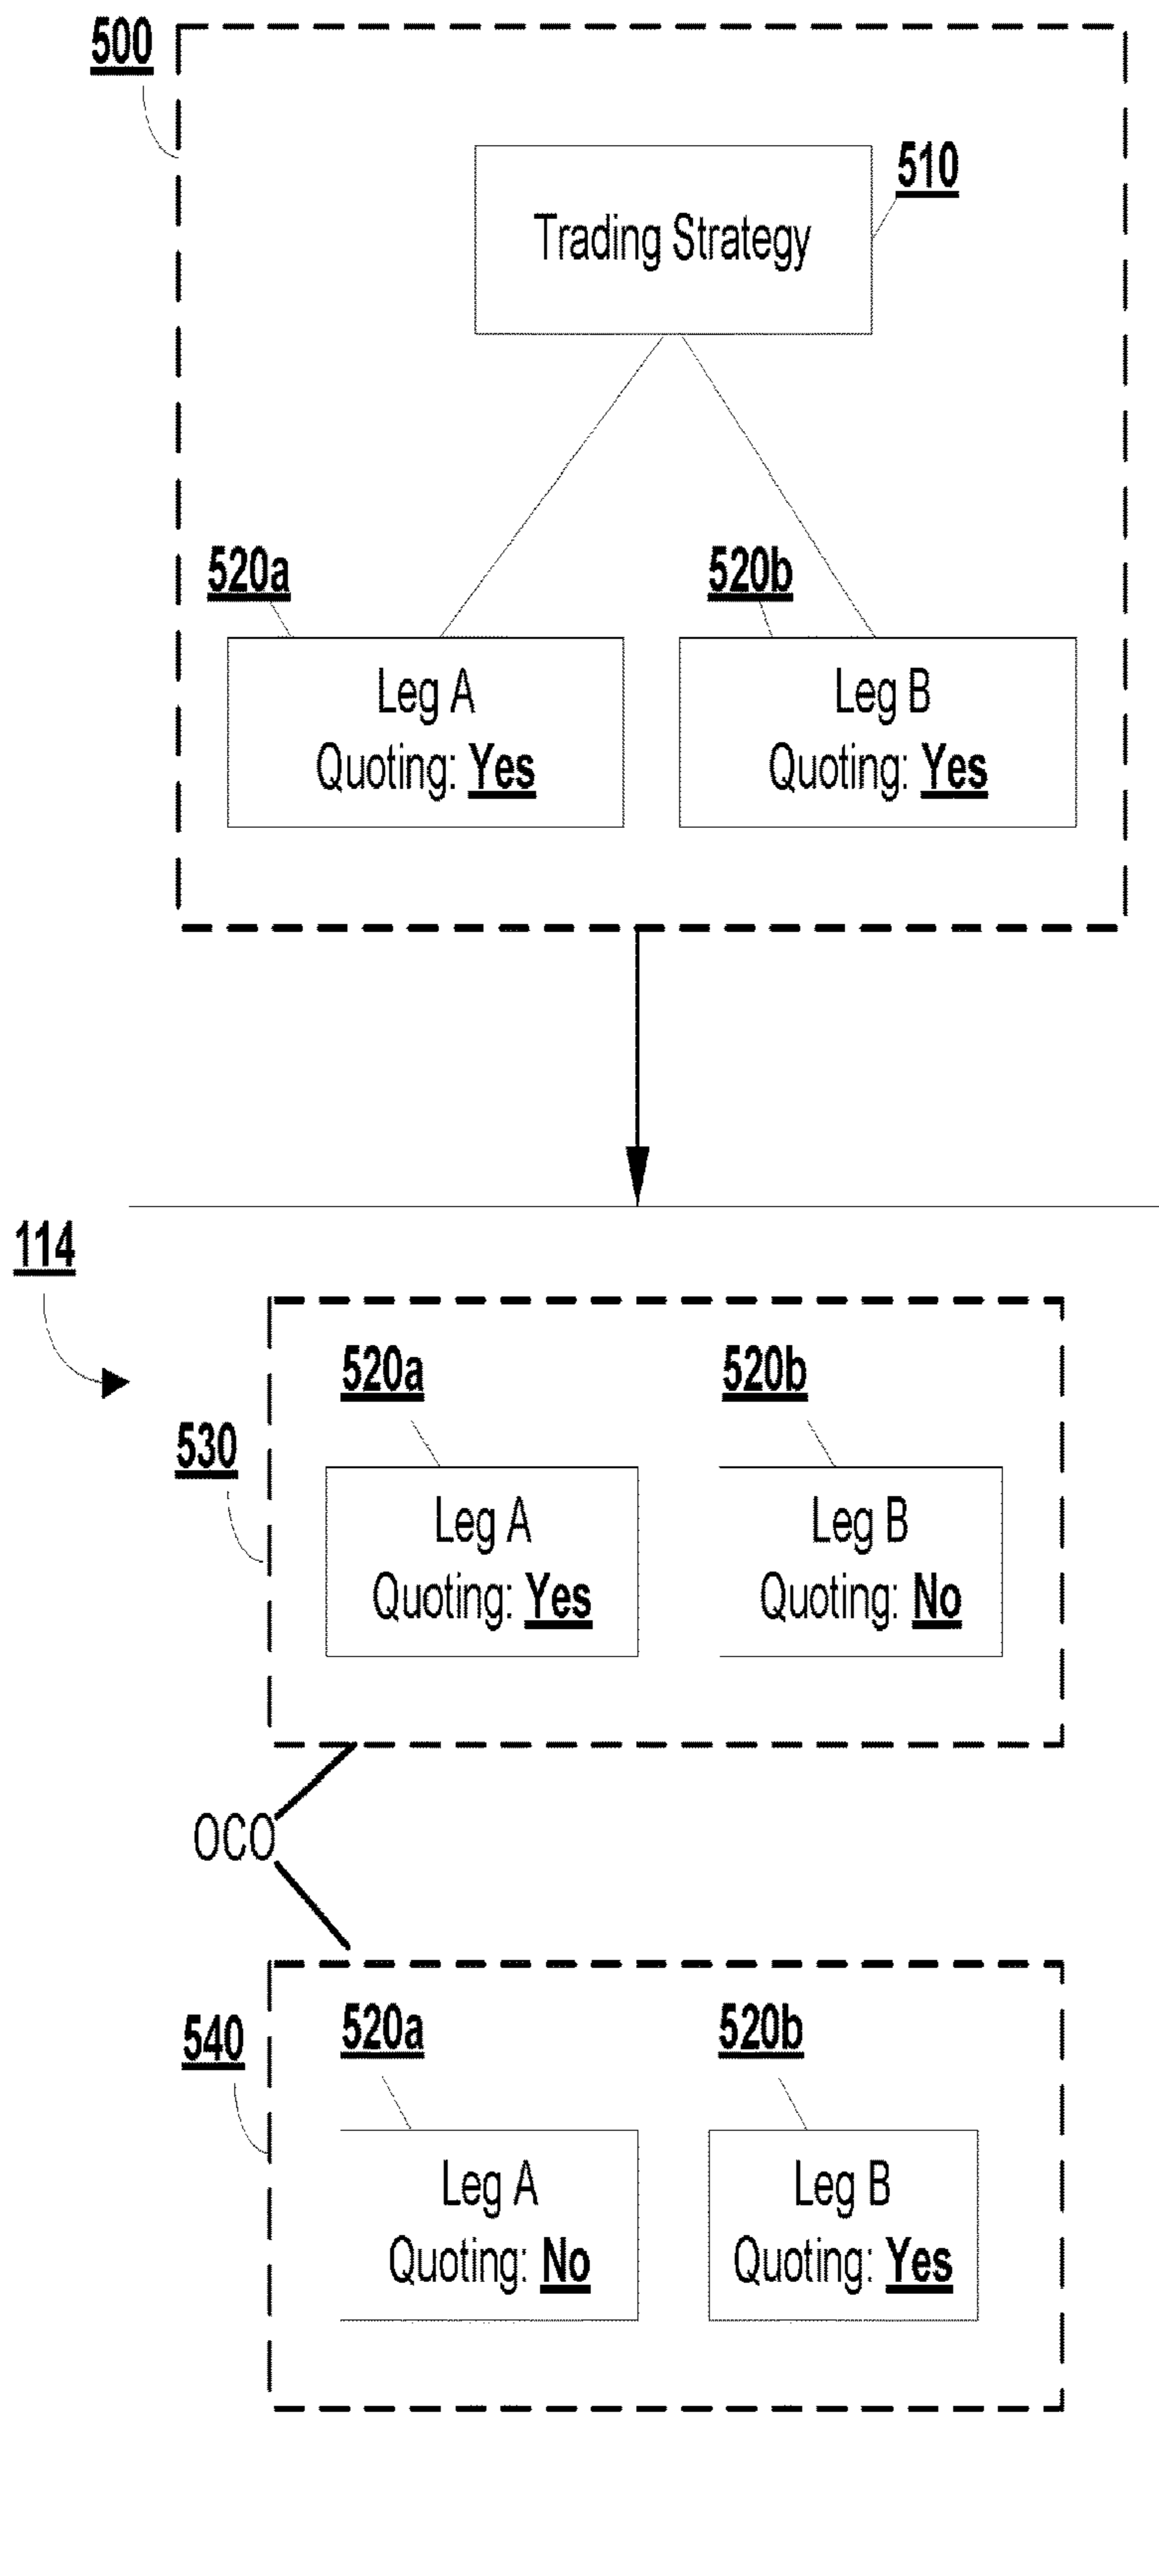 500
510
Trading Strategy
520a
520b
Leg A
Quoting: Yes
Leg B
Quoting: Yes
114
520a
520b
530
Leg A
Quoting: Yes
Leg B
Quoting: No
OCO
520a
520b
540
Leg A
Quoting: No
Leg B
Quoting: Yes